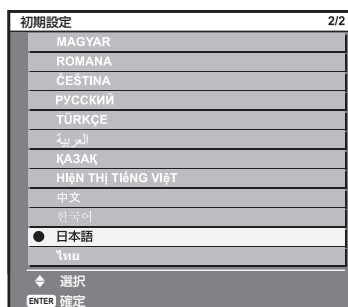 初期設定 2/2
MAGYAR
ROMANA
ČEŠTINA
РУССКИЙ
TÜRKÇE
العربية
ҚАЗАҚ
HIệN THị TIếNG VIệT
中文
한국어
日本語
ไทย
選択
ENTER 確定